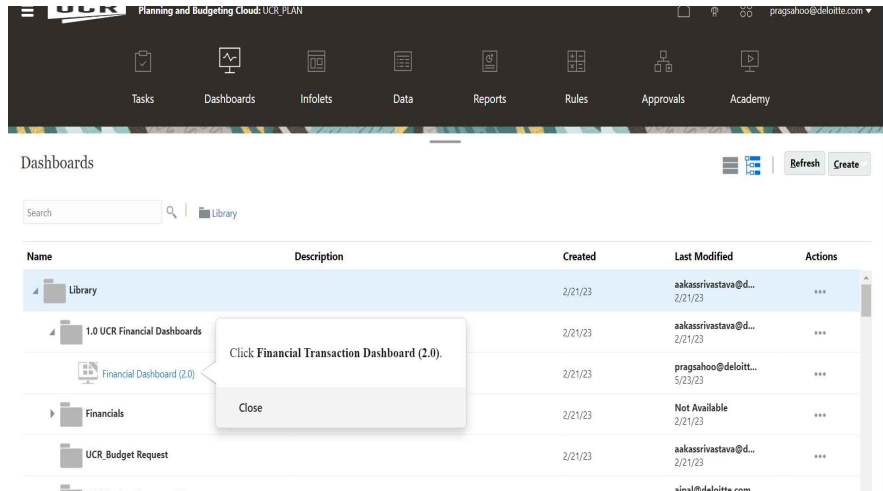 UCR Planning and Budgeting Cloud: UCR_PLAN pragsahoo@deloitte.com
Tasks Dashboards Infolets Data Reports Rules Approvals Academy
Dashboards Refresh Create
Search Library
Name Description Created Last Modified Actions
Library 2/21/23 aakassrivastava@d... 2/21/23
1.0 UCR Financial Dashboards 2/21/23 aakassrivastava@d... 2/21/23
Click Financial Transaction Dashboard (2.0).
Financial Dashboard (2.0) 2/21/23 pragsahoo@deloitt... 5/23/23
Close
Financials 2/21/23 Not Available 2/21/23
UCR_Budget Request 2/21/23 aakassrivastava@d... 2/21/23